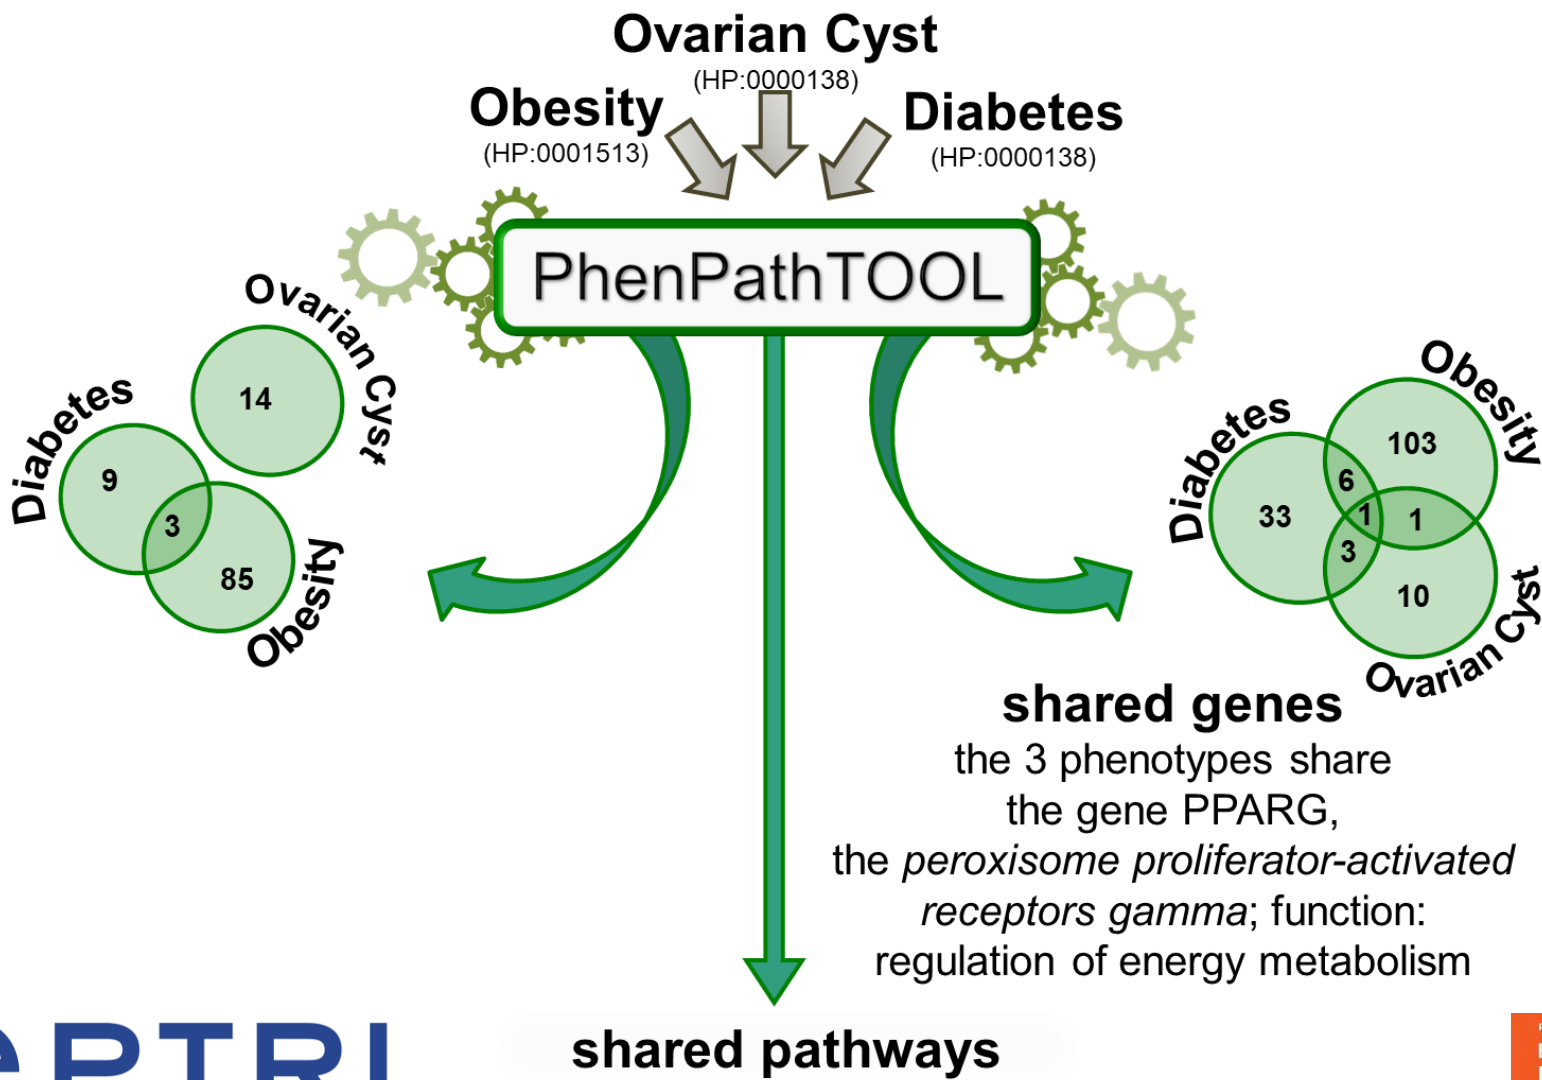 Ovarian Cyst
(HP:0000138)
Obesity
(HP:0001513)
Diabetes
(HP:0000138)
PhenPathTOOL
Ovarian Cyst
14
Diabetes
9
3
85
Obesity
Obesity
103
Diabetes
6
33
1
1
3
10
Ovarian Cyst
shared genes
the 3 phenotypes share
the gene PPARG,
the peroxisome proliferator-activated
receptors gamma; function:
regulation of energy metabolism
shared pathways